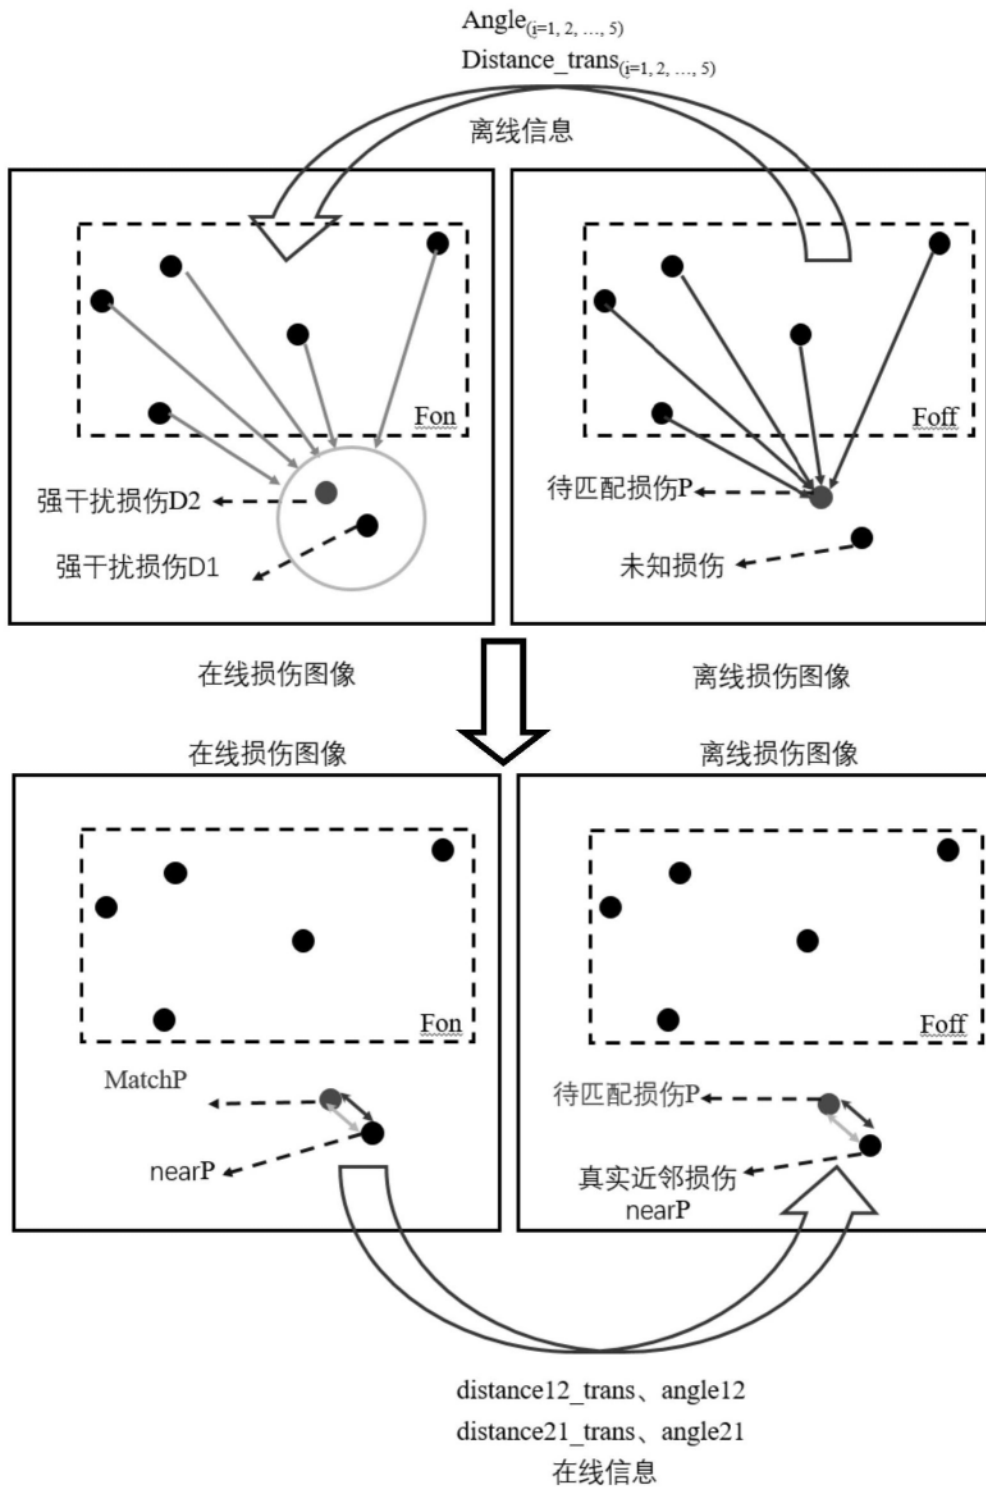 Angle(i=1, 2, …, 5)
Distance_trans(i=1, 2, …, 5)
离线信息
Fon
Foff
强干扰损伤D2
强干扰损伤D1
待匹配损伤P
未知损伤
在线损伤图像
离线损伤图像
在线损伤图像
离线损伤图像
Fon
Foff
MatchP
nearP
待匹配损伤P
真实近邻损伤
nearP
distance12_trans、angle12
distance21_trans、angle21
在线信息